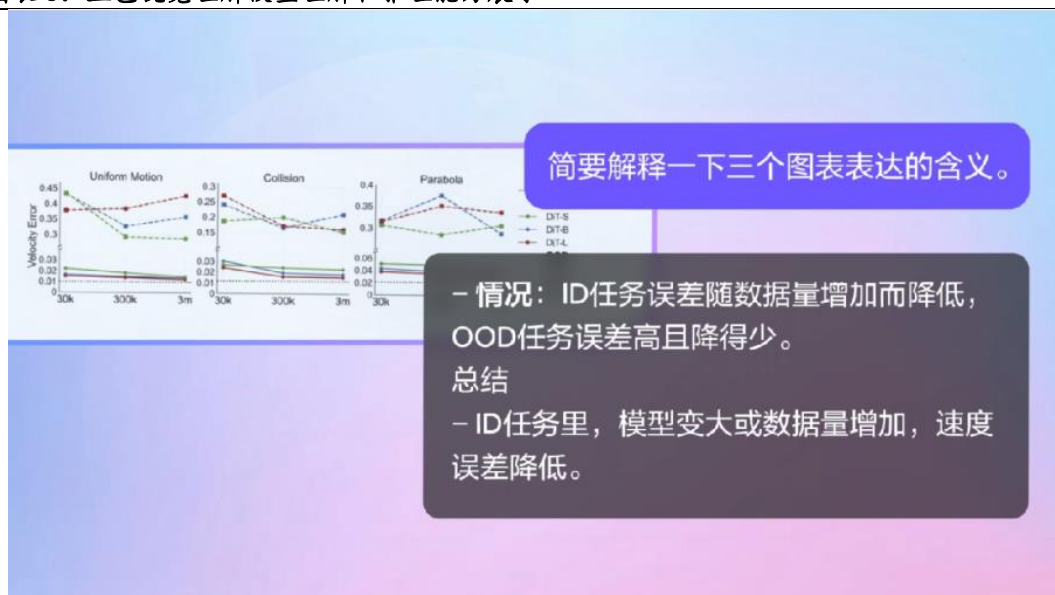 Uniform Motion
Collision
Parabola
Velocity Error
0.45
0.4
0.35
0.3
0.03
0.02
0.01
0
30k
300k
3m
0.3
0.25
0.2
0.15
0.03
0.02
0.01
0
30k
300k
3m
0.4
0.35
0.3
0.06
0.04
0.02
0
30k
DiT-S
DiT-B
DiT-L
简要解释一下三个图表表达的含义。
– 情况：ID任务误差随数据量增加而降低，
OOD任务误差高且降得少。
总结
– ID任务里，模型变大或数据量增加，速度
误差降低。